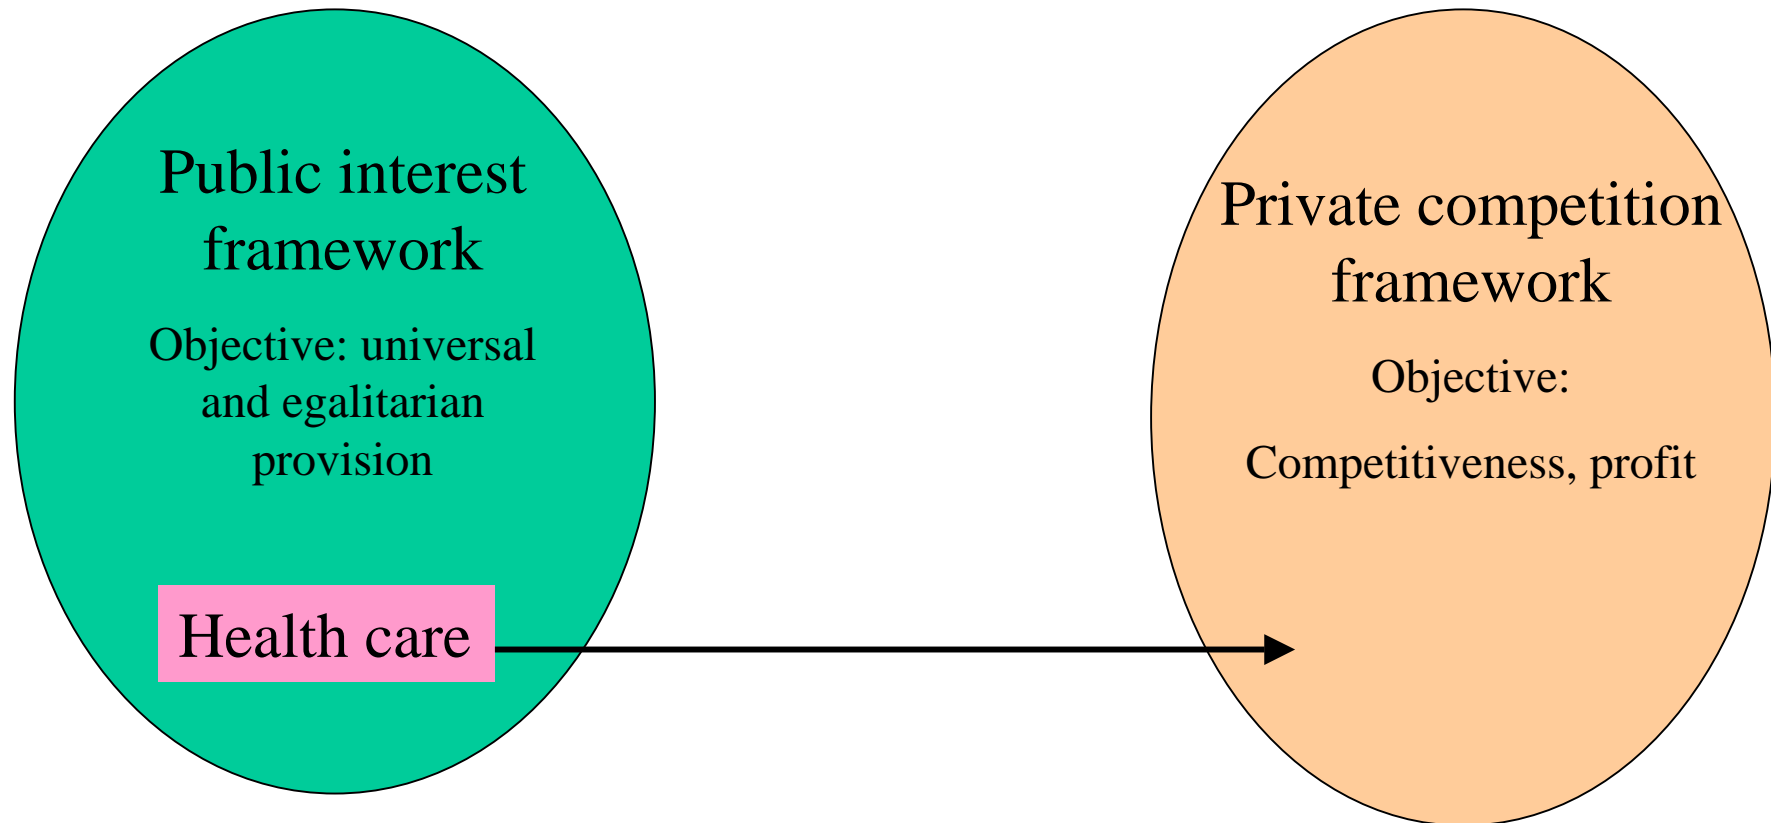 Public interest
framework
Objective: universal
and egalitarian
provision
Health care
Private competition
framework
Objective:
Competitiveness, profit